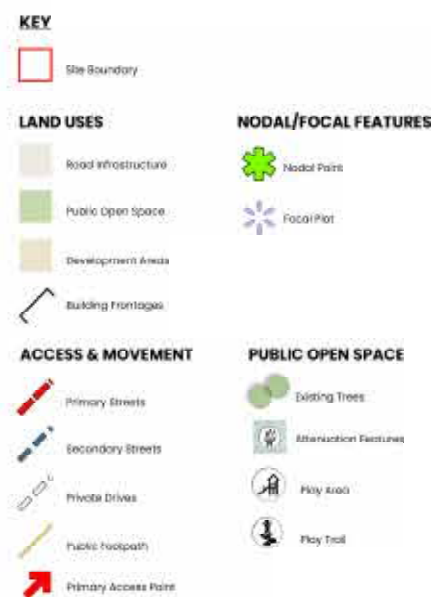 KEY
Site Boundary
LAND USES
Road Infrastructure
Public Open Space
Development Areas
Building Frontages
NODAL/FOCAL FEATURES
Nodal Point
Focal Plot
ACCESS & MOVEMENT
Primary Streets
Secondary Streets
Private Drives
Public Footpath
Primary Access Point
PUBLIC OPEN SPACE
Existing Trees
Attenuation Features
Play Area
Play Trail